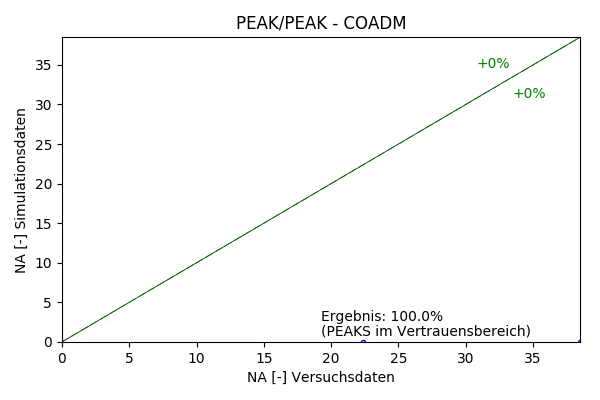 PEAK/PEAK - COADM
35
30
25
20
15
10
5
0
NA [-] Simulationsdaten
+0%
+0%
Ergebnis: 100.0%
(PEAKS im Vertrauensbereich)
0 5 10 15 20 25 30 35
NA [-] Versuchsdaten